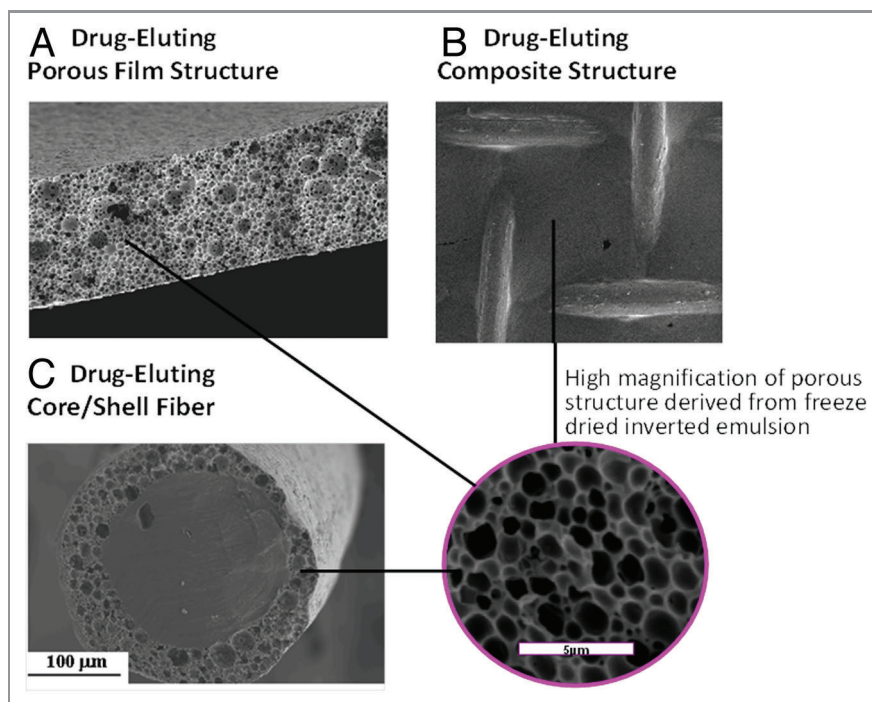 A Drug-Eluting
Porous Film Structure
B Drug-Eluting
Composite Structure
C Drug-Eluting
Core/Shell Fiber
High magnification of porous
structure derived from freeze
dried inverted emulsion
100 μm
5μm